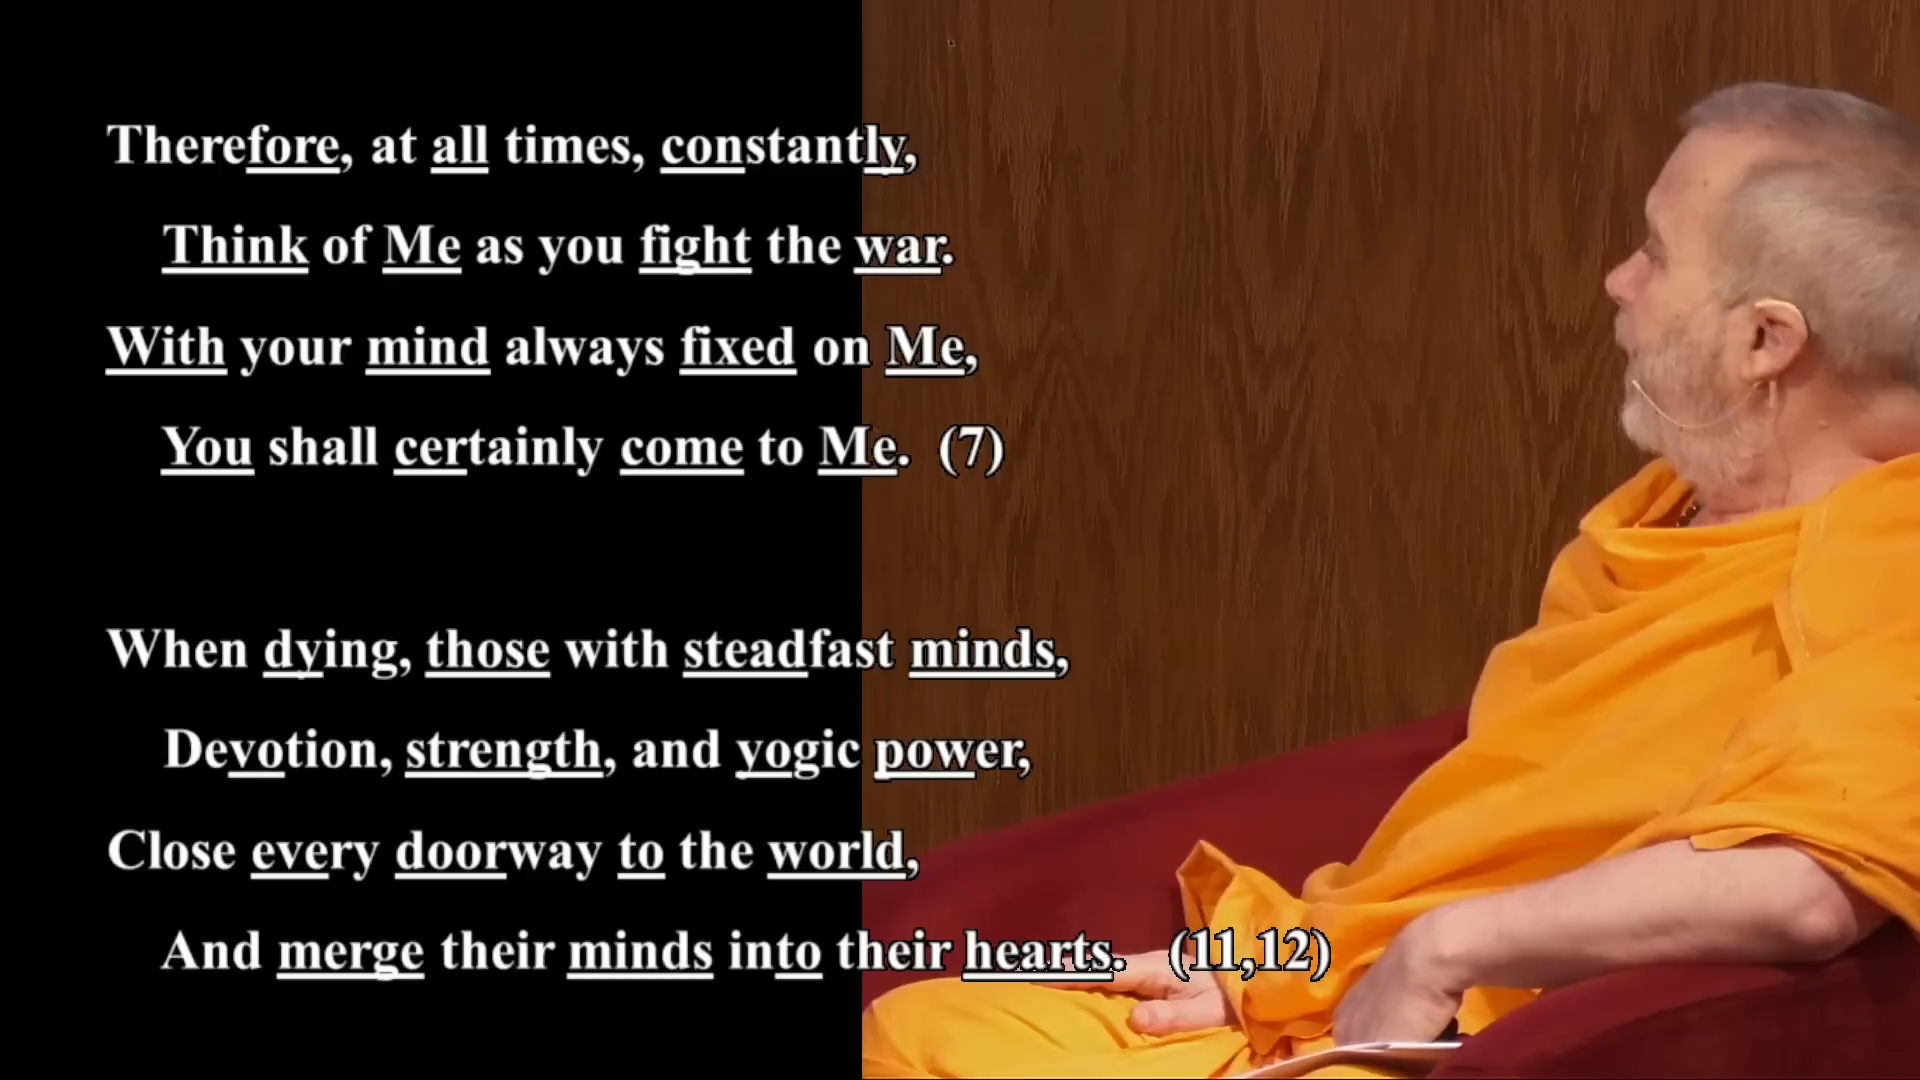 Therefore, at all times, constantly,
Think of Me as you fight the war.
With your mind always fixed on Me,
You shall certainly come to Me. (7)
When dying, those with steadfast minds,
Devotion, strength, and yogic power,
Close every doorway to the world,
And merge their minds into their hearts. (11,12)